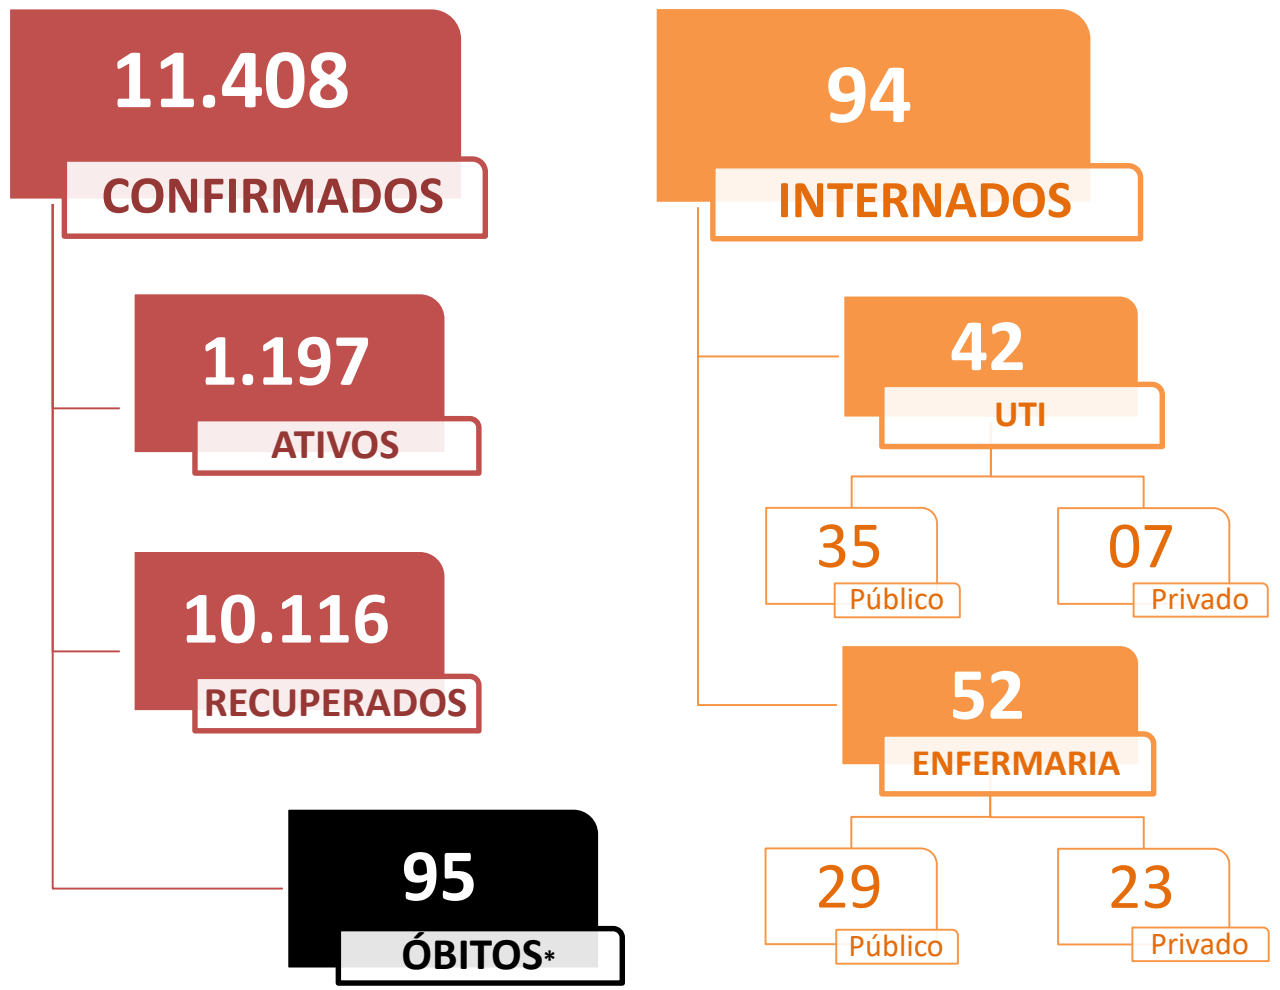 11.408
CONFIRMADOS
1.197
ATIVOS
10.116
RECUPERADOS
95
ÓBITOS*
94
INTERNADOS
42
UTI
35
Público
07
Privado
52
ENFERMARIA
29
Público
23
Privado